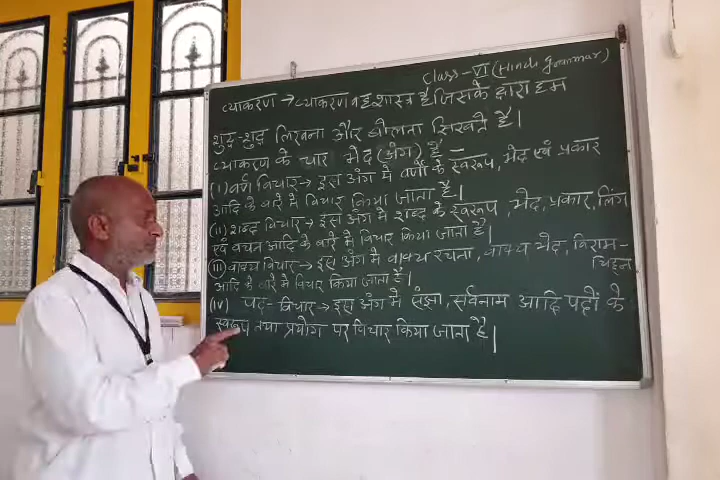 Class-VI (Hindi grammar)
व्याकरण → व्याकरण वह शास्त्र है जिसके द्वारा हम
शुद्ध-शुद्ध लिखना और बोलना सिखते हैं।
व्याकरण के चार भेद (अंग) हैं –
(i) वर्ण विचार → इस अंग में वर्णों के स्वरूप, भेद एवं प्रकार
आदि के बारे में विचार किया जाता है।
(ii) शब्द विचार → इस अंग में शब्द के स्वरूप, भेद, प्रकार, लिंग
एवं वचन आदि के बारे में विचार किया जाता है।
(iii) वाक्य विचार → इस अंग में वाक्य रचना, वाक्य भेद, विराम-
चिह्न
आदि के बारे में विचार किया जाता है।
(iv) पद - विचार → इस अंग में संज्ञा, सर्वनाम आदि पदों के
स्वरूप तथा प्रयोग पर विचार किया जाता है।